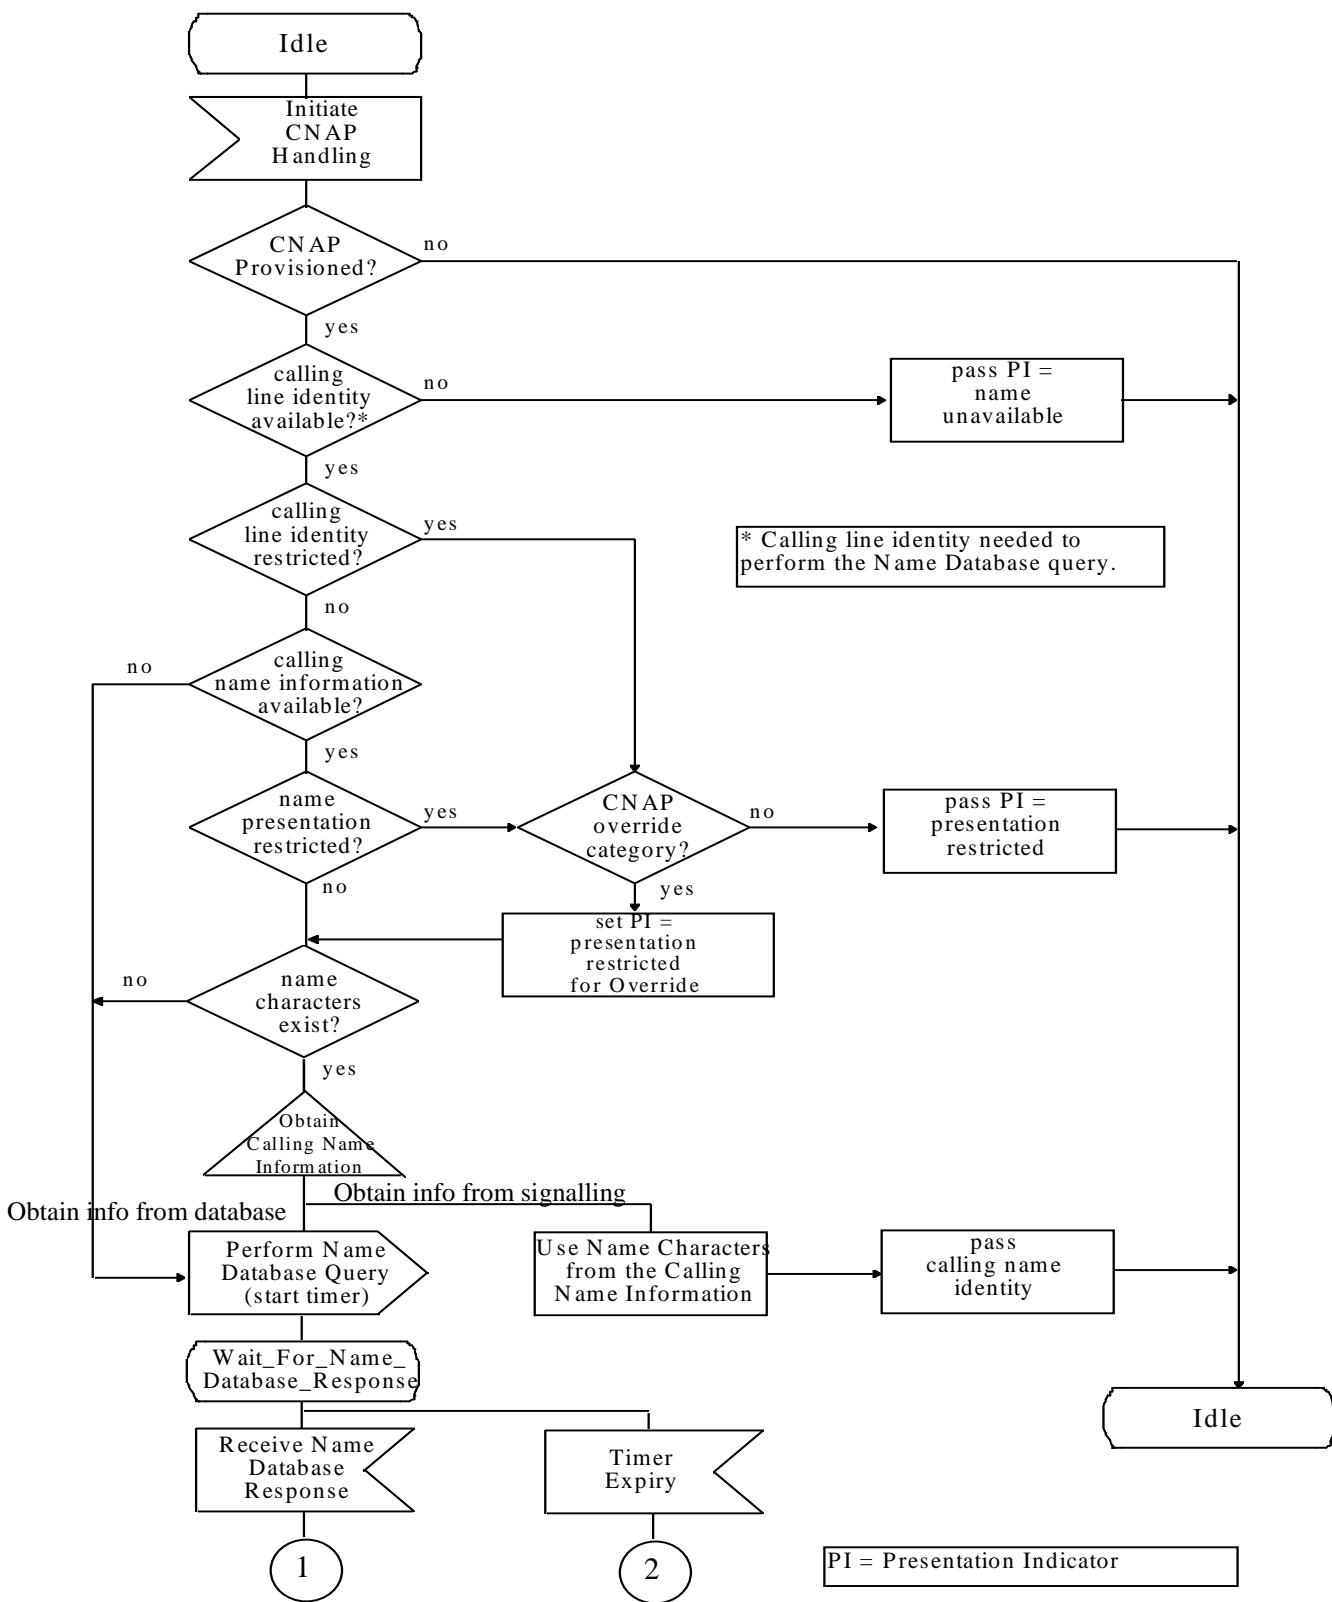 Idle
Initiate
CNAP
Handling
CNAP
Provisioned?
no
yes
calling
line identity
available?*
no
pass PI =
name
unavailable
yes
calling
line identity
restricted?
yes
* Calling line identity needed to
perform the Name Database query.
no
calling
name information
available?
no
yes
name
presentation
restricted?
yes
CNAP
override
category?
no
pass PI =
presentation
restricted
no
yes
set PI =
presentation
restricted
for Override
name
characters
exist?
no
yes
Obtain
Calling Name
Information
Obtain info from signalling
Obtain info from database
Perform Name
Database Query
(start timer)
Use Name Characters
from the Calling
Name Information
pass
calling name
identity
Wait_For_Name_
Database_Response
Idle
Receive Name
Database
Response
Timer
Expiry
1
2
PI = Presentation Indicator